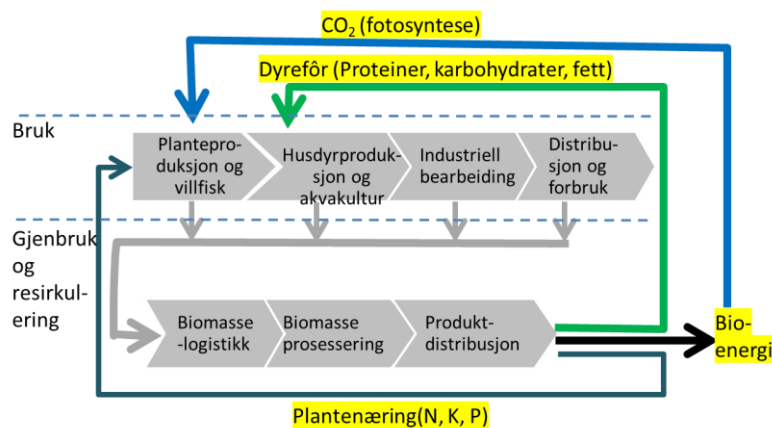 CO₂ (fotosyntese)
Dyrefôr (Proteiner, karbohydrater, fett)
Bruk
Plantepro-
duksjon og
villfisk
Husdyrproduk-
sjon og
akvakultur
Industriell
bearbeiding
Distribu-
sjon og
forbruk
Gjenbruk
og
resirkul-
ering
Biomasse
-logistikk
Biomasse
prosessering
Produkt-
distribusjon
Bio-
energi
Plantenæring(N, K, P)